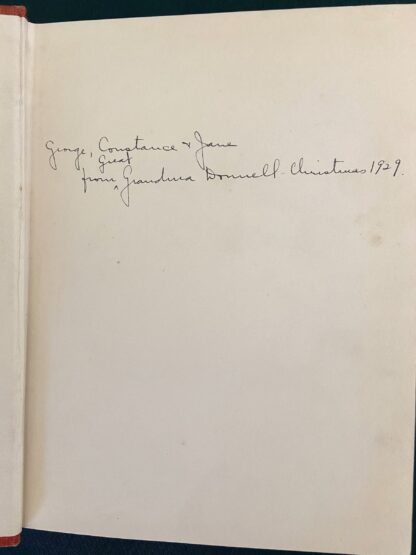 George, Constance & Jane
Great
from ^ Grandma Donnell - Christmas 1929.